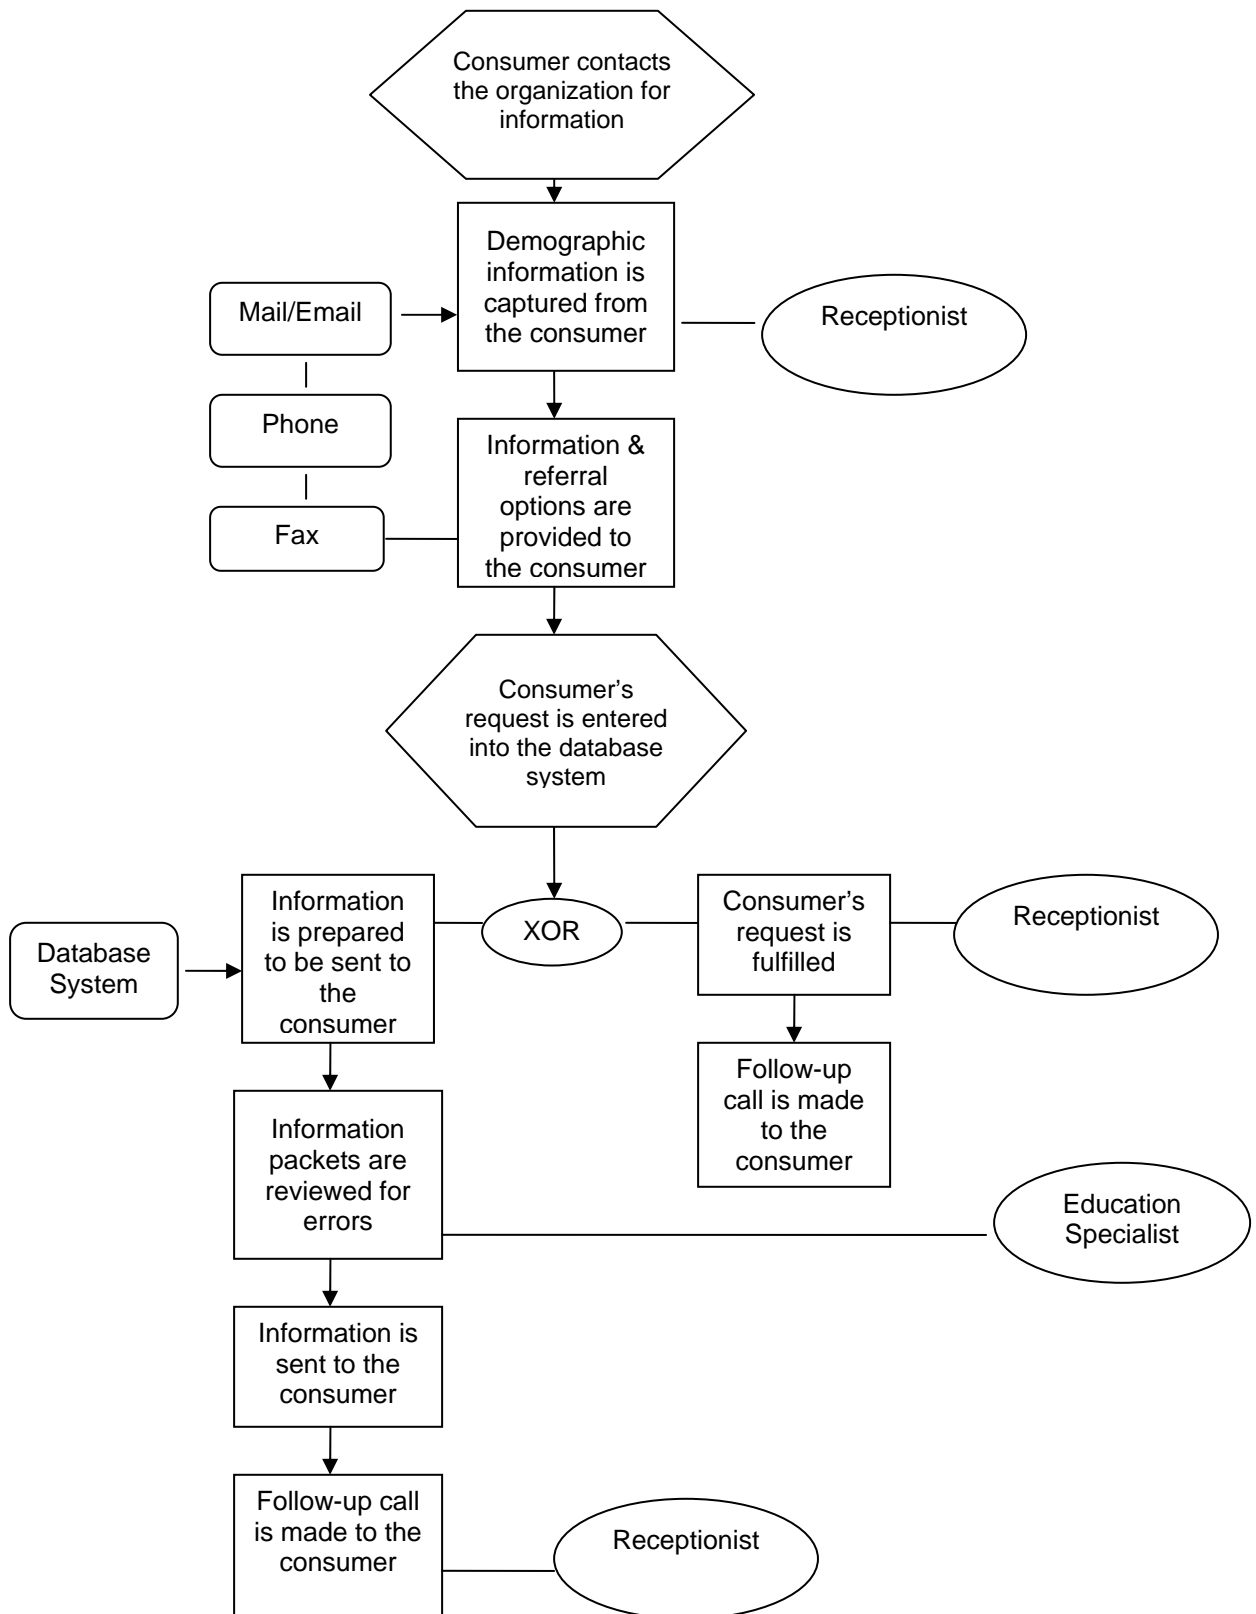 Consumer contacts
the organization for
information
Demographic
information is
captured from
the consumer
Mail/Email
Receptionist
Phone
Information &
referral
options are
provided to
the consumer
Fax
Consumer’s
request is entered
into the database
system
Information
is prepared
to be sent to
the
consumer
XOR
Consumer’s
request is
fulfilled
Receptionist
Database
System
Follow-up
call is made
to the
consumer
Information
packets are
reviewed for
errors
Education
Specialist
Information is
sent to the
consumer
Follow-up call
is made to the
consumer
Receptionist